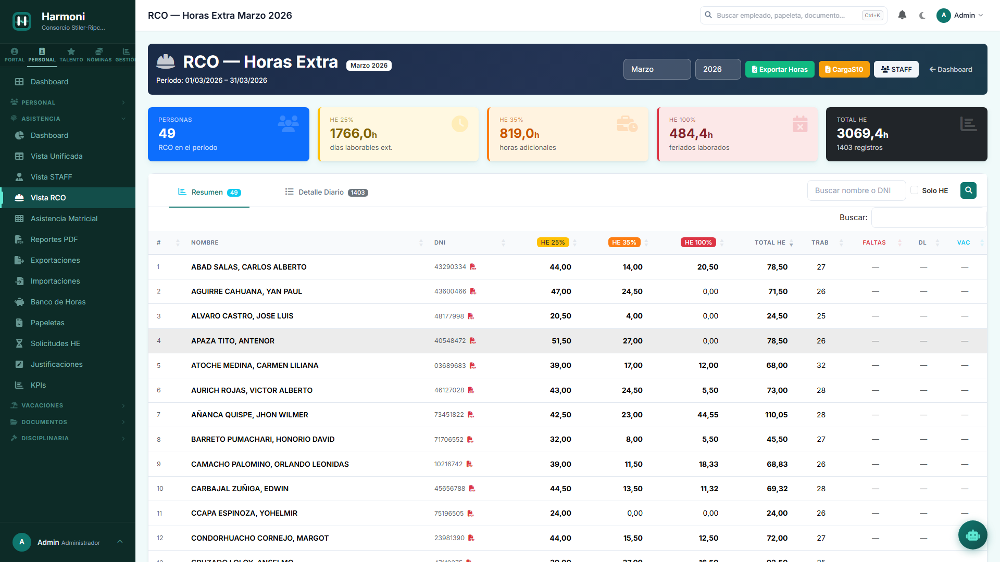 Harmoni
Consorcio Stiler-Ripc...
PORTAL PERSONAL TALENTO NÓMINAS GESTIÓ
Dashboard
PERSONAL
ASISTENCIA
Dashboard
Vista Unificada
Vista STAFF
Vista RCO
Asistencia Matricial
Reportes PDF
Exportaciones
Importaciones
Banco de Horas
Papeletas
Solicitudes HE
Justificaciones
KPIs
VACACIONES
DOCUMENTOS
DISCIPLINARIA
A Admin Administrador
RCO — Horas Extra Marzo 2026
Buscar empleado, papeleta, documento... Ctrl+K
A Admin
RCO — Horas Extra Marzo 2026
Período: 01/03/2026 – 31/03/2026
Marzo 2026 Exportar Horas CargaS10 STAFF Dashboard
PERSONAS
49
RCO en el período
HE 25%
1766,0h
días laborables ext.
HE 35%
819,0h
horas adicionales
HE 100%
484,4h
feriados laborados
TOTAL HE
3069,4h
1403 registros
Resumen 49 Detalle Diario 1403 Buscar nombre o DNI Solo HE
Buscar:
# NOMBRE DNI HE 25% HE 35% HE 100% TOTAL HE TRAB FALTAS DL VAC
1 ABAD SALAS, CARLOS ALBERTO 43290334 44,00 14,00 20,50 78,50 27 — — —
2 AGUIRRE CAHUANA, YAN PAUL 43600466 47,00 24,50 0,00 71,50 26 — — —
3 ALVARO CASTRO, JOSE LUIS 48177998 20,50 4,00 0,00 24,50 25 — — —
4 APAZA TITO, ANTENOR 40548472 51,50 27,00 0,00 78,50 26 — — —
5 ATOCHE MEDINA, CARMEN LILIANA 03689683 39,00 17,00 12,00 68,00 32 — — —
6 AURICH ROJAS, VICTOR ALBERTO 46127028 43,00 24,50 5,50 73,00 28 — — —
7 AÑANCA QUISPE, JHON WILMER 73451822 42,50 23,00 44,55 110,05 28 — — —
8 BARRETO PUMACHARI, HONORIO DAVID 71706552 32,00 8,00 5,50 45,50 27 — — —
9 CAMACHO PALOMINO, ORLANDO LEONIDAS 10216742 39,00 11,50 18,33 68,83 26 — — —
10 CARBAJAL ZUÑIGA, EDWIN 45656788 44,50 13,50 11,32 69,32 28 — — —
11 CCAPA ESPINOZA, YOHELMIR 75196505 24,00 0,00 0,00 24,00 26 — — —
12 CONDORHUACHO CORNEJO, MARGOT 23981390 44,00 15,50 12,50 72,00 27 — —